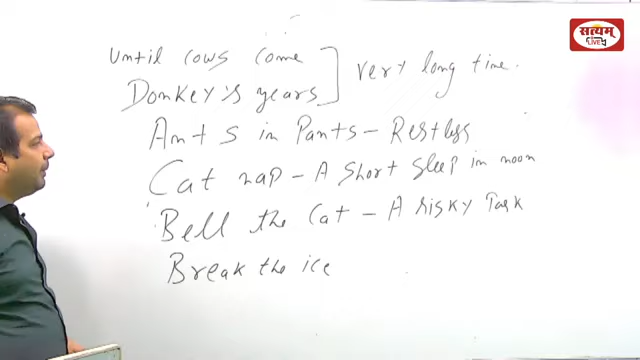 सत्यम्
LIVE
Until cows come
Donkey's years
very long time.
Ants in Pants - Restless
Cat nap - A short sleep in noon
Bell the Cat - A risky Task
Break the ice